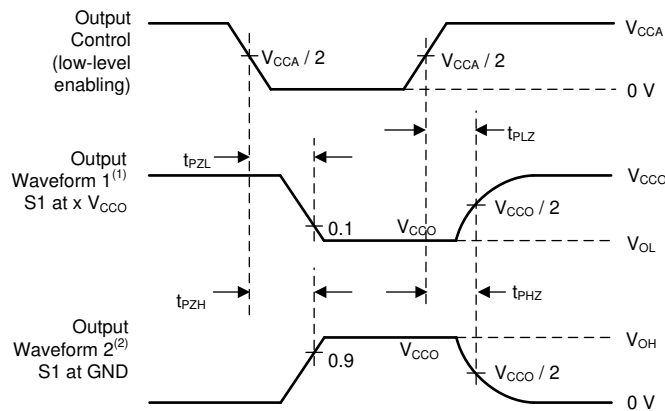 Output
Control
(low-level
enabling)
V_CCA / 2
V_CCA / 2
V_CCA
0 V
t_PZL
t_PLZ
Output
Waveform 1^(1)
S1 at x V_CCO
0.1
V_CCO
V_CCO / 2
V_CCO
V_OL
t_PZH
t_PHZ
Output
Waveform 2^(2)
S1 at GND
0.9
V_CCO
V_CCO / 2
V_OH
0 V